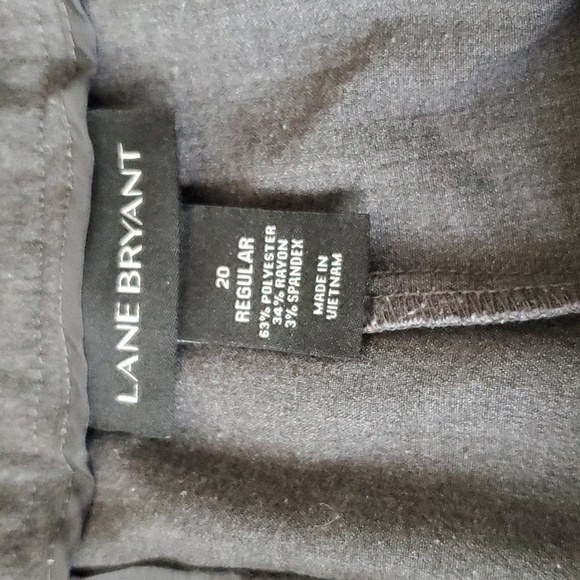 LANE BRYANT
20
REGULAR
63% POLYESTER
34% RAYON
3% SPANDEX
MADE IN
VIETNAM